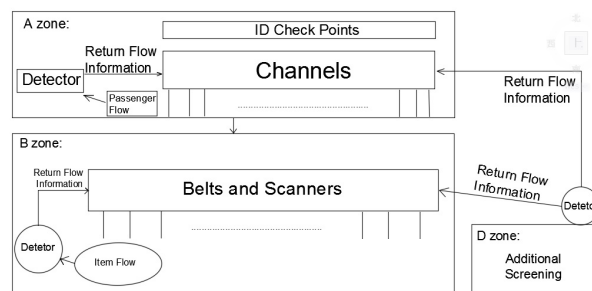 A zone:
ID Check Points
Return Flow
Information
Channels
Detector
Passenger
Flow
Return Flow
Information
B zone:
Return Flow
Information
Belts and Scanners
Return Flow
Information
Detetor
Item Flow
D zone:
Additional
Screening
上